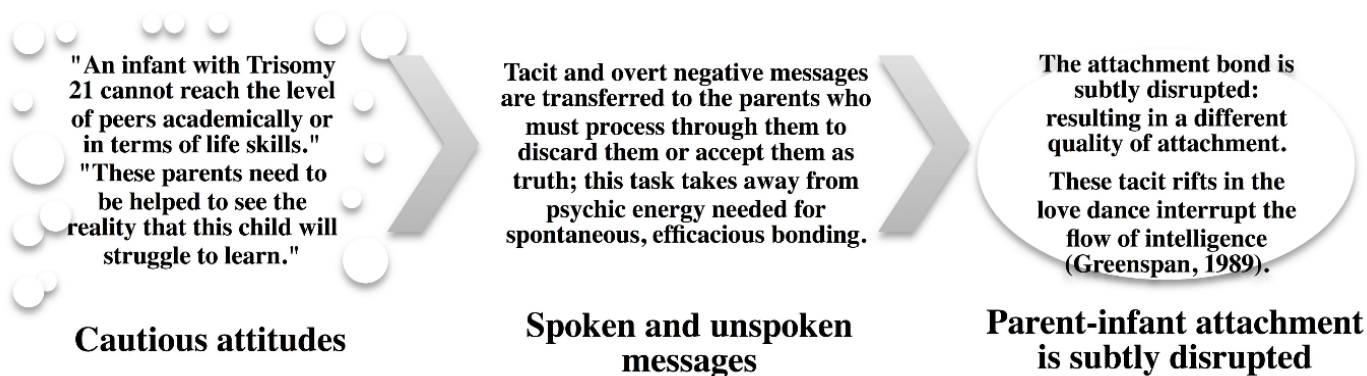 "An infant with Trisomy
21 cannot reach the level
of peers academically or
in terms of life skills."
"These parents need to
be helped to see the
reality that this child will
struggle to learn."
Cautious attitudes
Tacit and overt negative messages
are transferred to the parents who
must process through them to
discard them or accept them as
truth; this task takes away from
psychic energy needed for
spontaneous, efficacious bonding.
Spoken and unspoken
messages
The attachment bond is
subtly disrupted:
resulting in a different
quality of attachment.
These tacit rifts in the
love dance interrupt the
flow of intelligence
(Greenspan, 1989).
Parent-infant attachment
is subtly disrupted